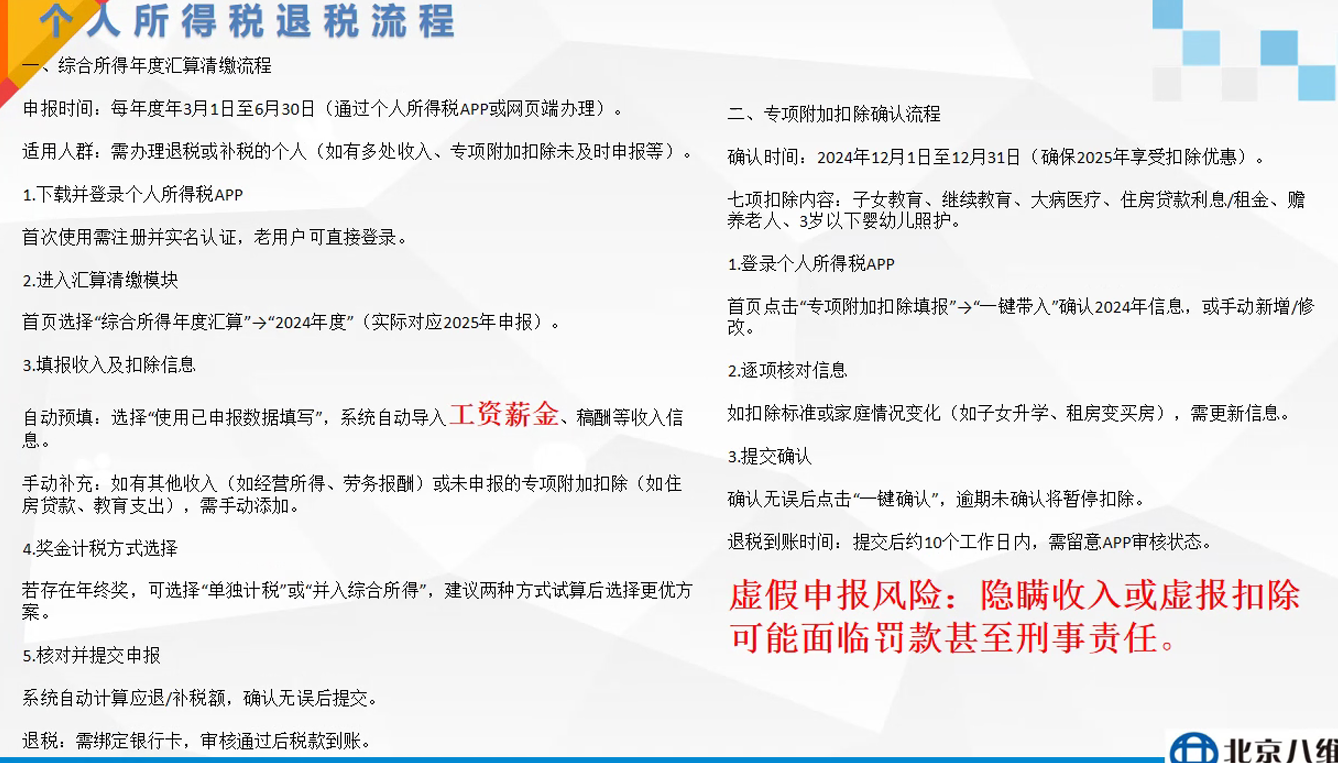 个人所得税退税流程
一、综合所得年度汇算清缴流程
申报时间：每年度年3月1日至6月30日（通过个人所得税APP或网页端办理）。
适用人群：需办理退税或补税的个人（如有多处收入、专项附加扣除未及时申报等）。
1.下载并登录个人所得税APP
首次使用需注册并实名认证，老用户可直接登录。
2.进入汇算清缴模块
首页选择“综合所得年度汇算”→“2024年度”（实际对应2025年申报）。
3.填报收入及扣除信息
自动预填：选择“使用已申报数据填写”，系统自动导入工资薪金、稿酬等收入信
息。
手动补充：如有其他收入（如经营所得、劳务报酬）或未申报的专项附加扣除（如住
房贷款、教育支出），需手动添加。
4.奖金计税方式选择
若存在年终奖，可选择“单独计税”或“并入综合所得”，建议两种方式试算后选择更优方
案。
5.核对并提交申报
系统自动计算应退/补税额，确认无误后提交。
退税：需绑定银行卡，审核通过后税款到账。
二、专项附加扣除确认流程
确认时间：2024年12月1日至12月31日（确保2025年享受扣除优惠）。
七项扣除内容：子女教育、继续教育、大病医疗、住房贷款利息/租金、赡
养老人、3岁以下婴幼儿照护。
1.登录个人所得税APP
首页点击“专项附加扣除填报”→“一键带入”确认2024年信息，或手动新增/修
改。
2.逐项核对信息
如扣除标准或家庭情况变化（如子女升学、租房变买房），需更新信息。
3.提交确认
确认无误后点击“一键确认”，逾期未确认将暂停扣除。
退税到账时间：提交后约10个工作日内，需留意APP审核状态。
虚假申报风险：隐瞒收入或虚报扣除
可能面临罚款甚至刑事责任。
北京八维